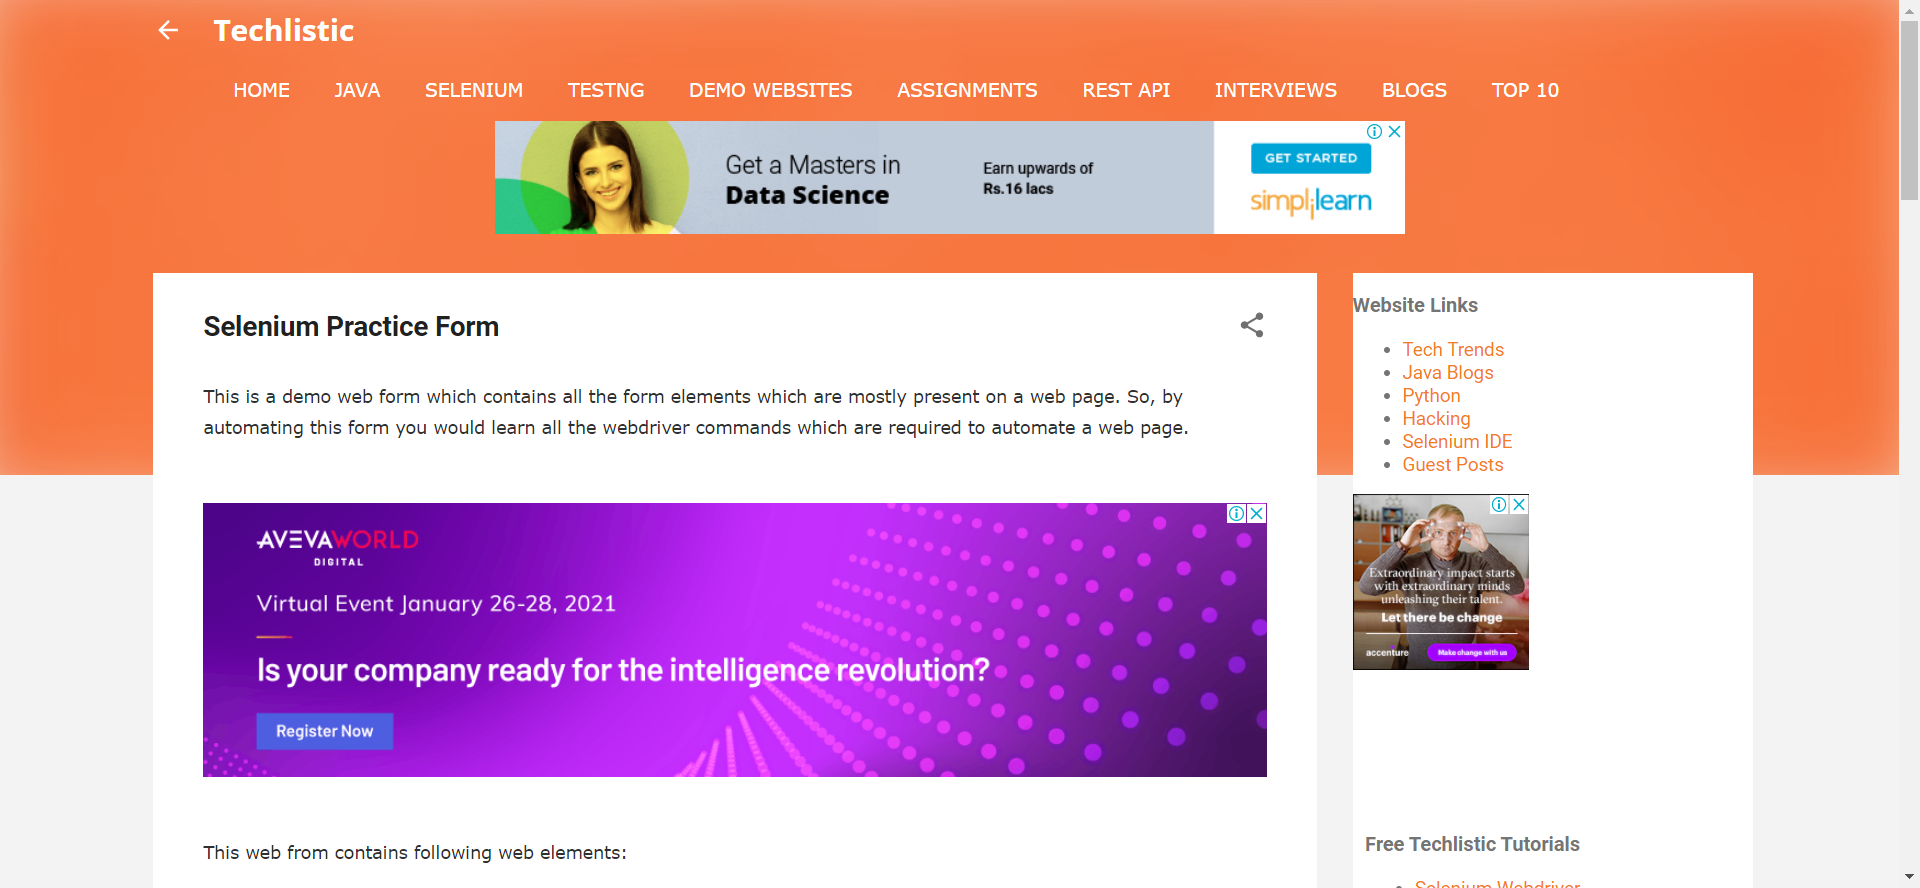 Techlistic
HOME JAVA SELENIUM TESTNG DEMO WEBSITES ASSIGNMENTS REST API INTERVIEWS BLOGS TOP 10
Get a Masters in
Data Science
Earn upwards of
Rs.16 lacs
GET STARTED
simplilearn
Selenium Practice Form
This is a demo web form which contains all the form elements which are mostly present on a web page. So, by
automating this form you would learn all the webdriver commands which are required to automate a web page.
AVEVAWORLD
DIGITAL
Virtual Event January 26-28, 2021
Is your company ready for the intelligence revolution?
Register Now
This web from contains following web elements:
Website Links
Tech Trends
Java Blogs
Python
Hacking
Selenium IDE
Guest Posts
Extraordinary impact starts
with extraordinary minds
unleashing their talent.
Let there be change
accenture
Make change with us
Free Techlistic Tutorials
Selenium Webdriver